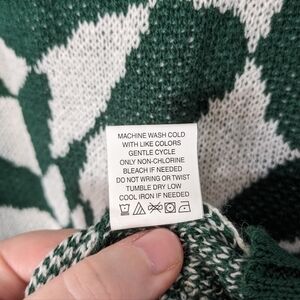 MACHINE WASH COLD
WITH LIKE COLORS
GENTLE CYCLE
ONLY NON-CHLORINE
BLEACH IF NEEDED
DO NOT WRING OR TWIST
TUMBLE DRY LOW
COOL IRON IF NEEDED